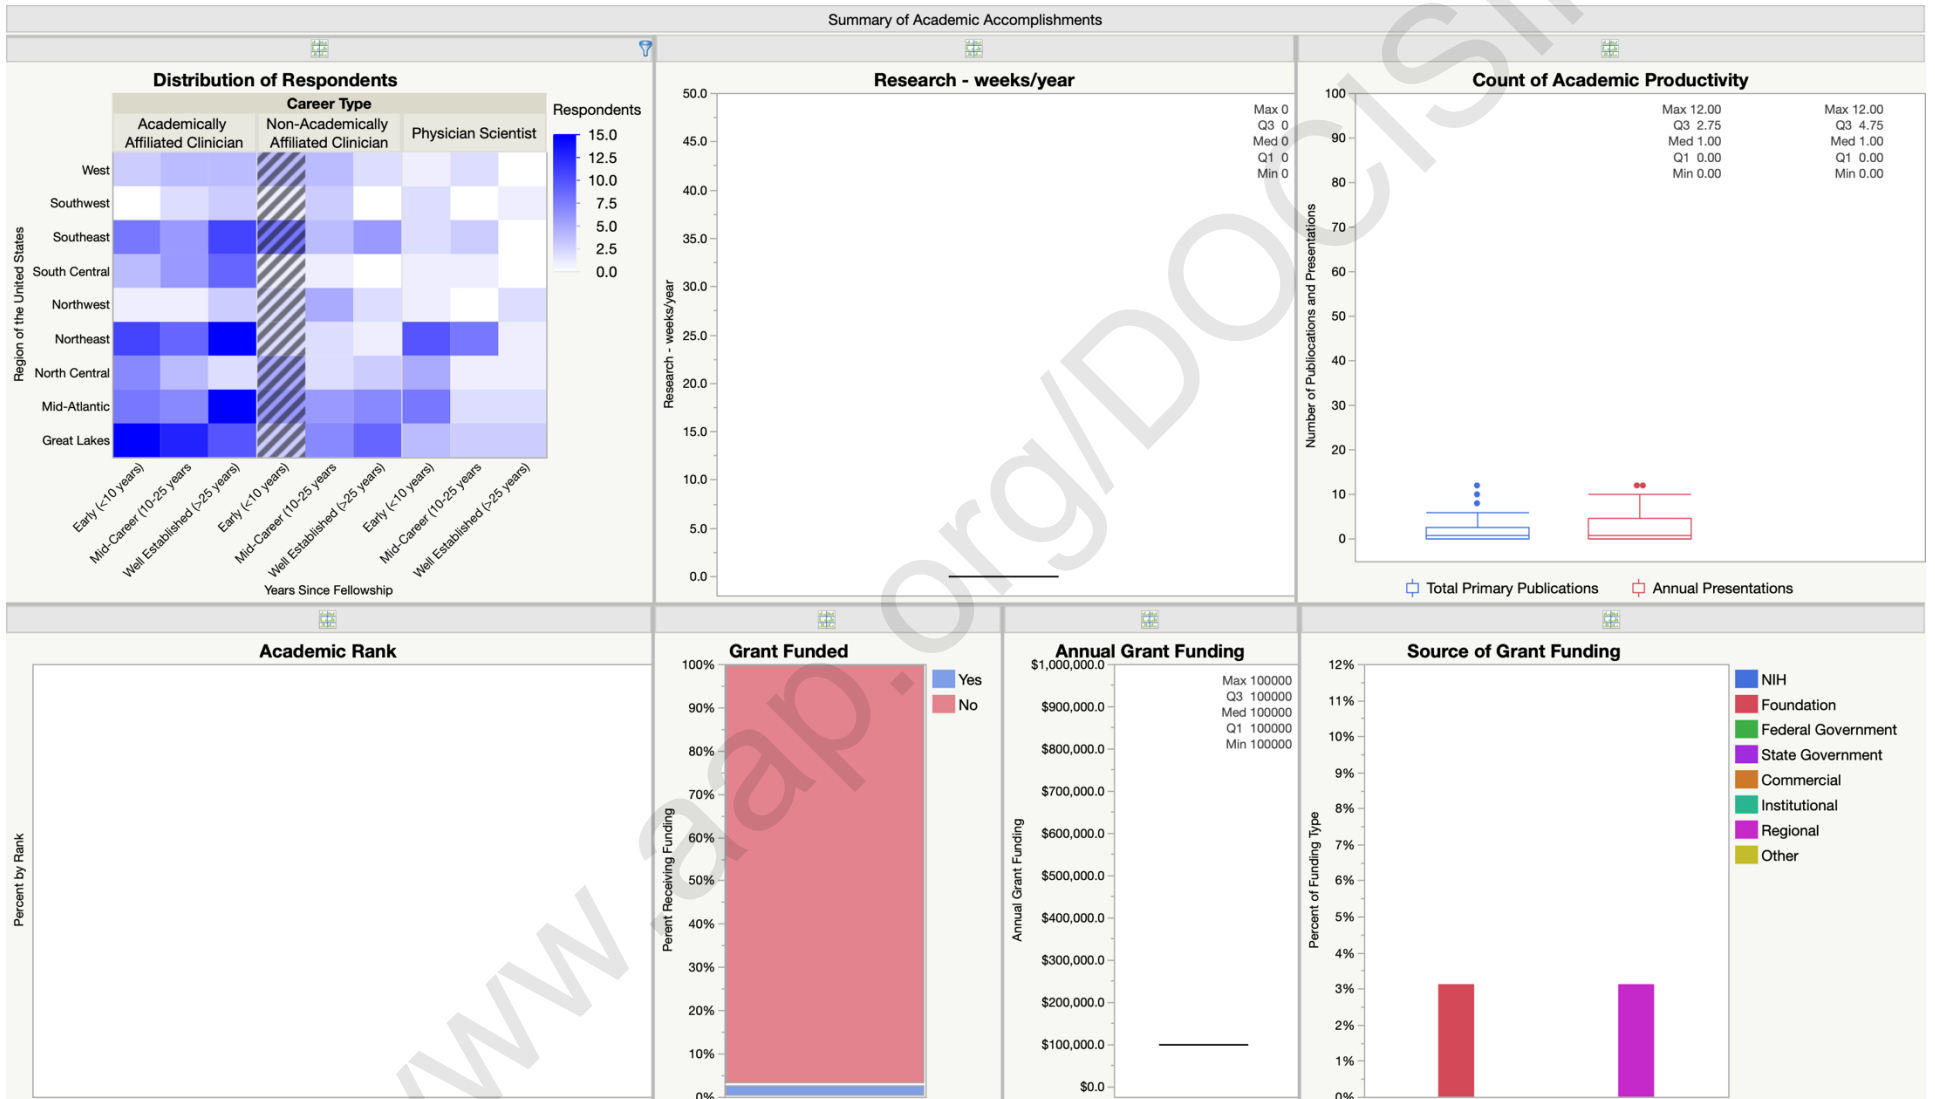 Summary of Academic Accomplishments
Distribution of Respondents
Career Type
Academically
Affiliated Clinician
Non-Academically
Affiliated Clinician
Physician Scientist
Respondents
15.0
12.5
10.0
7.5
5.0
2.5
0.0
Region of the United States
West
Southwest
Southeast
South Central
Northwest
Northeast
North Central
Mid-Atlantic
Great Lakes
Early (<10 years)
Mid-Career (10-25 years
Well Established (>25 years)
Early (<10 years)
Mid-Career (10-25 years
Well Established (>25 years)
Early (<10 years)
Mid-Career (10-25 years
Well Established (>25 years)
Years Since Fellowship
Research - weeks/year
Research - weeks/year
50.0
45.0
40.0
35.0
30.0
25.0
20.0
15.0
10.0
5.0
0.0
Max 0
Q3 0
Med 0
Q1 0
Min 0
Count of Academic Productivity
Number of Publiocations and Presentations
100
90
80
70
60
50
40
30
20
10
0
Max 12.00
Q3 2.75
Med 1.00
Q1 0.00
Min 0.00
Max 12.00
Q3 4.75
Med 1.00
Q1 0.00
Min 0.00
Total Primary Publications
Annual Presentations
Academic Rank
Percent by Rank
Grant Funded
Perent Receiving Funding
100%
90%
80%
70%
60%
50%
40%
30%
20%
10%
0%
Yes
No
Annual Grant Funding
Annual Grant Funding
$1,000,000.0
$900,000.0
$800,000.0
$700,000.0
$600,000.0
$500,000.0
$400,000.0
$300,000.0
$200,000.0
$100,000.0
$0.0
Max 100000
Q3 100000
Med 100000
Q1 100000
Min 100000
Source of Grant Funding
Percent of Funding Type
12%
11%
10%
9%
8%
7%
6%
5%
4%
3%
2%
1%
0%
NIH
Foundation
Federal Government
State Government
Commercial
Institutional
Regional
Other